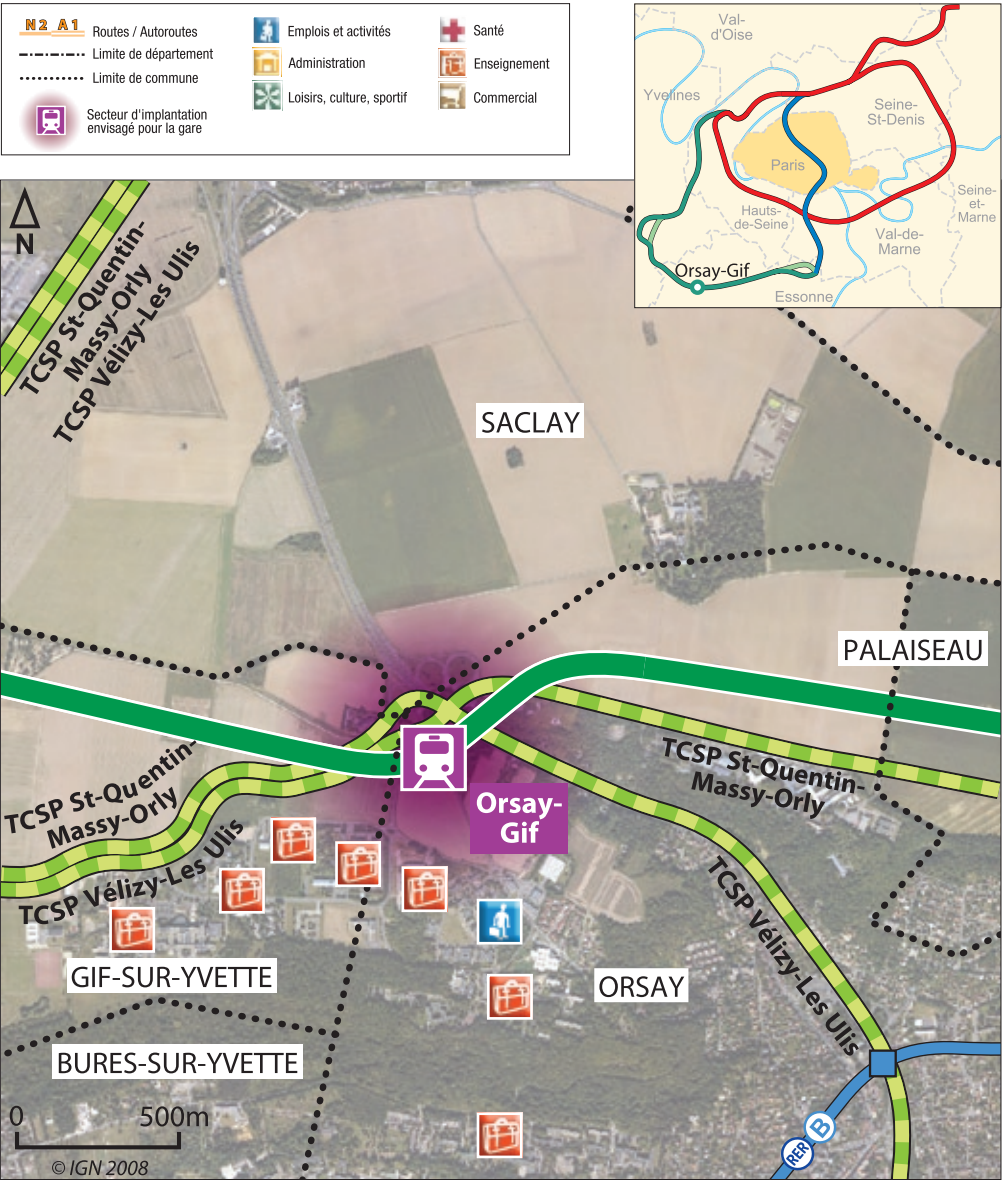 N2 A1
Routes / Autoroutes
Limite de département
Limite de commune
Secteur d'implantation
envisagé pour la gare
Emplois et activités
Administration
Loisirs, culture, sportif
Santé
Enseignement
Commercial
Val-
d'Oise
Yvelines
Seine-
St-Denis
Paris
Hauts-
de-Seine
Val-de-
Marne
Seine-
et-
Marne
Orsay-Gif
Essonne
N
TCSP St-Quentin-
Massy-Orly
TCSP Vélizy-Les Ulis
SACLAY
PALAISEAU
TCSP St-Quentin-
Massy-Orly
TCSP Vélizy-Les Ulis
Orsay-
Gif
TCSP St-Quentin-
Massy-Orly
TCSP Vélizy-Les Ulis
GIF-SUR-YVETTE
ORSAY
BURES-SUR-YVETTE
0 500m
© IGN 2008
RER B